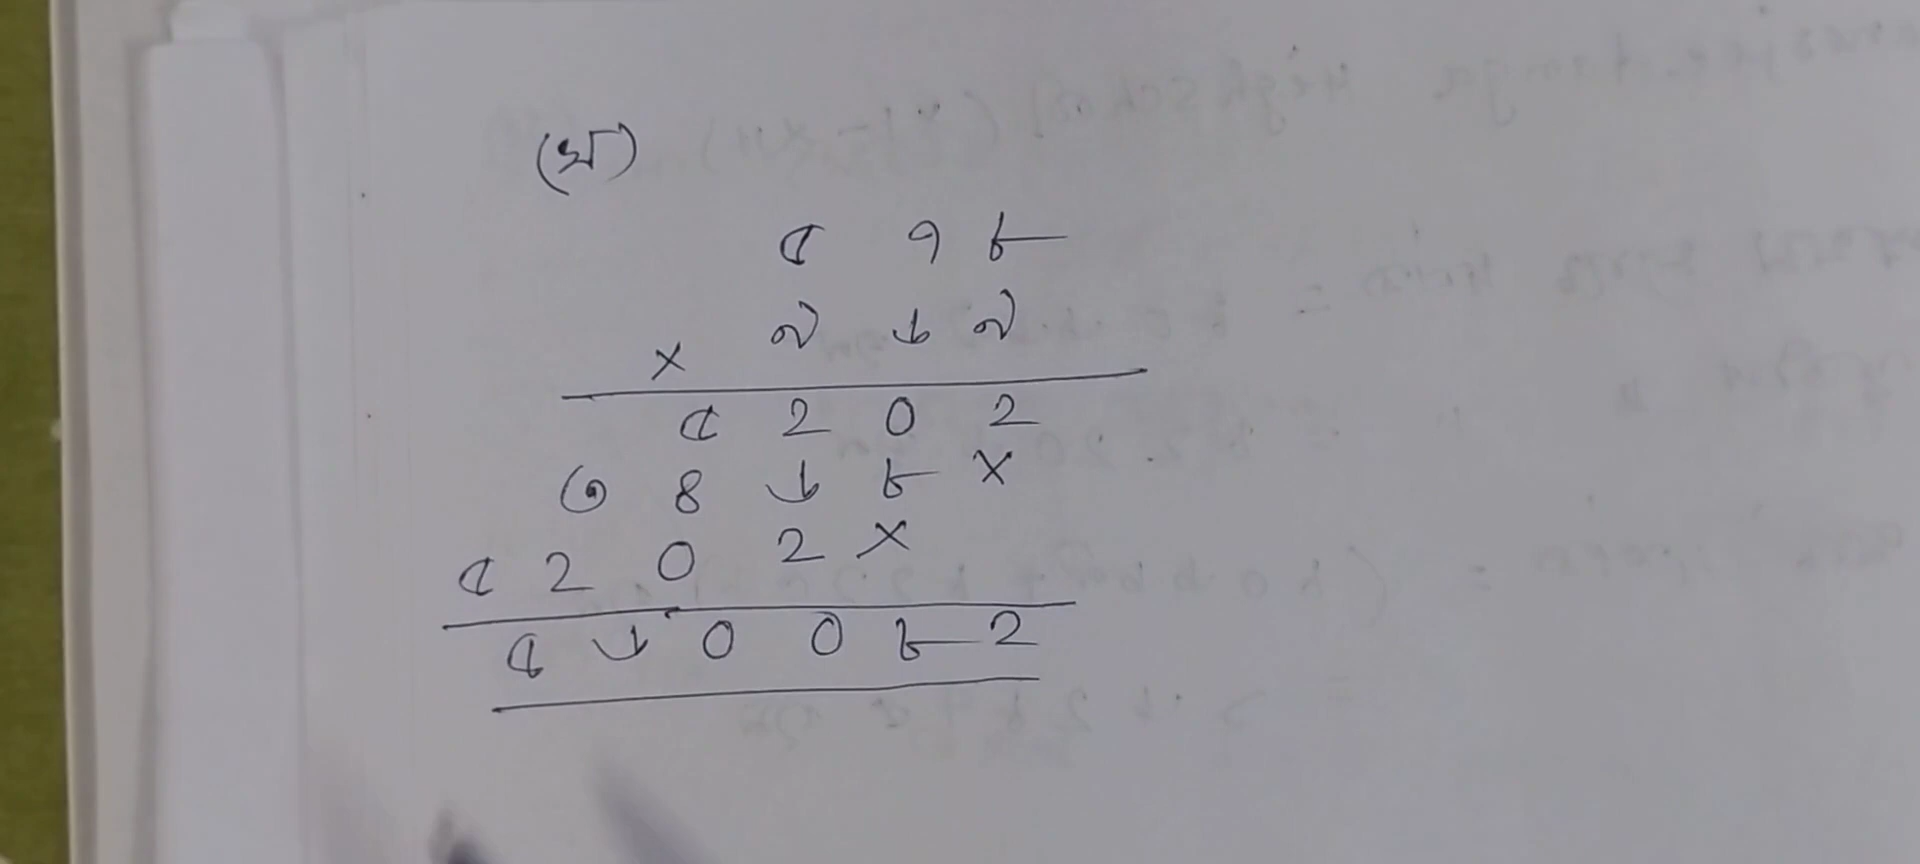 (খ)
৫ ৭ ৮
× ৯ ৬ ৯
৫ ২ ০ ২
৩ ৪ ৬ ৮ ×
৫ ২ ০ ২ ×
৫ ৬ ০ ০ ৮ ২